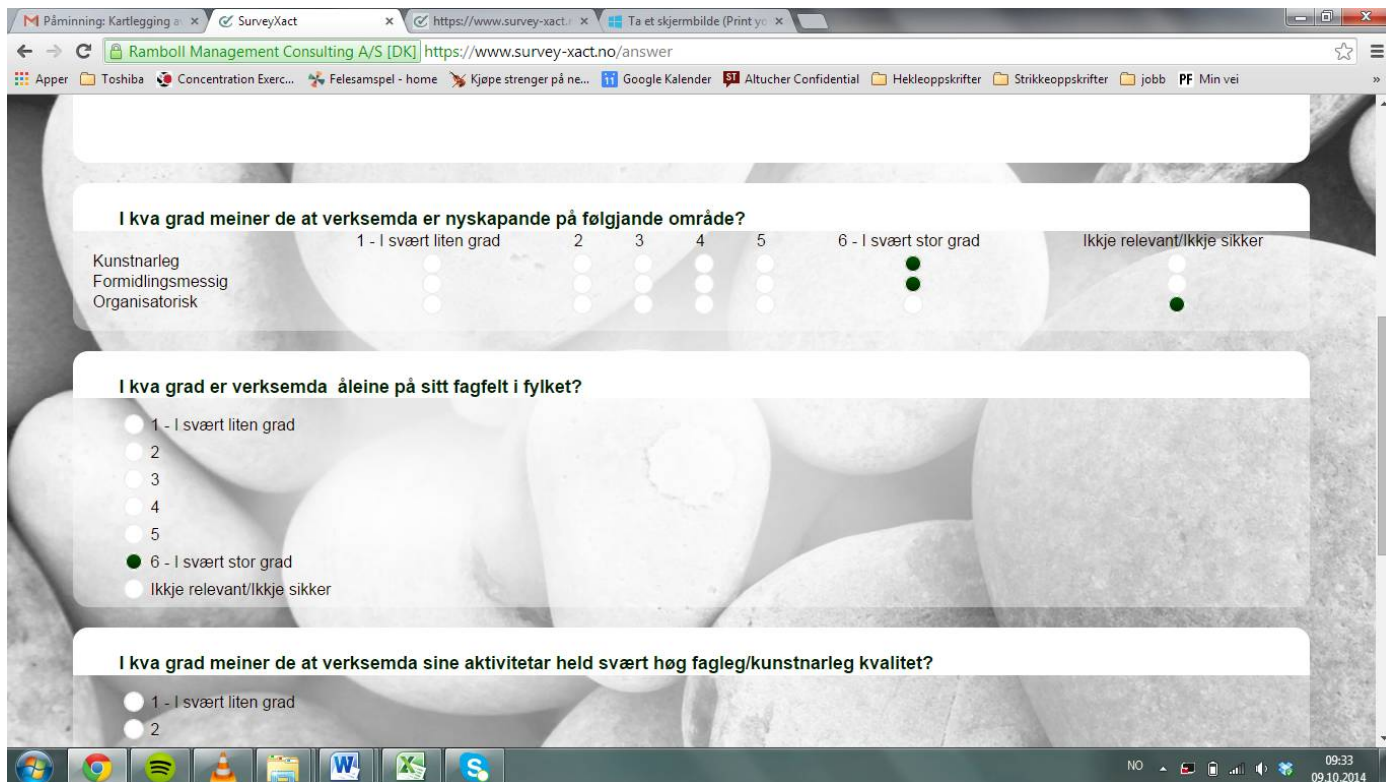 Påminning: Kartlegging a
SurveyXact
https://www.survey-xact.n
Ta et skjermbilde (Print yo
Ramboll Management Consulting A/S [DK] https://www.survey-xact.no/answer
Apper Toshiba Concentration Exerc... Felesamspel - home Kjøpe strenger på ne... Google Kalender ST Altucher Confidential Hekleoppskrifter Strikkeoppskrifter jobb PF Min vei »
I kva grad meiner de at verksemda er nyskapande på følgjande område?
1 - I svært liten grad 2 3 4 5 6 - I svært stor grad Ikkje relevant/Ikkje sikker
Kunstnarleg
Formidlingsmessig
Organisatorisk
I kva grad er verksemda åleine på sitt fagfelt i fylket?
1 - I svært liten grad
2
3
4
5
6 - I svært stor grad
Ikkje relevant/Ikkje sikker
I kva grad meiner de at verksemda sine aktivitetar held svært høg fagleg/kunstnarleg kvalitet?
1 - I svært liten grad
2
NO 09:33
09.10.2014